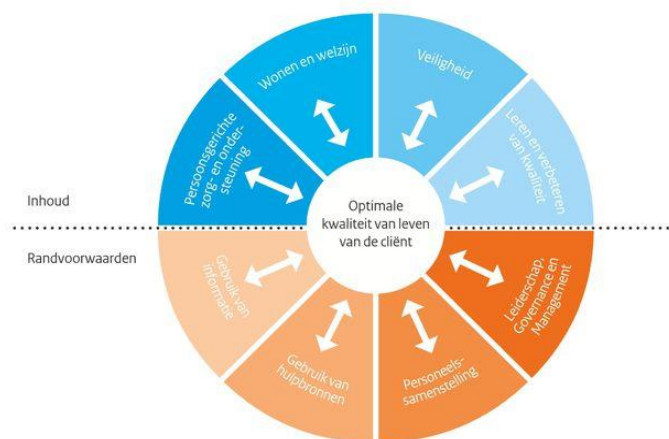 Wonen en welzijn
Veiligheid
Persoonsgerichte
zorg- en onder-
steuning
Leren en verbeteren
van kwaliteit
Inhoud
Optimale
kwaliteit van leven
van de cliënt
Randvoorwaarden
Gebruik van
informatie
Leiderschap,
Governance en
Management
Gebruik van
hulpbronnen
Personeels-
samenstelling